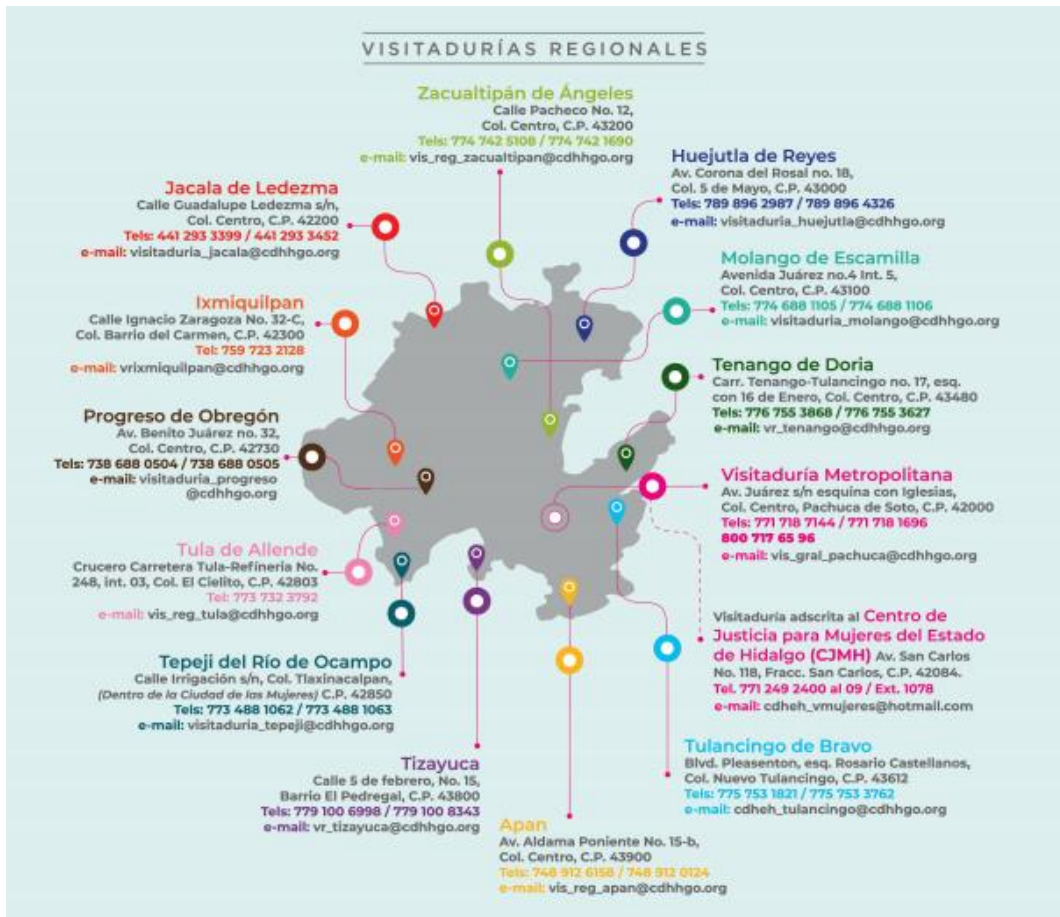 VISITADURÍAS REGIONALES
Zacualtipán de Ángeles
Calle Pacheco No. 12,
Col. Centro, C.P. 43200
Tels: 774 742 5108 / 774 742 1690
e-mail: vis_reg_zacualtipan@cdhhgo.org
Huejutla de Reyes
Av. Corona del Rosal no. 18,
Col. 5 de Mayo, C.P. 43000
Tels: 789 896 2987 / 789 896 4326
e-mail: visitaduria_huejutla@cdhhgo.org
Jacala de Ledezma
Calle Guadalupe Ledezma s/n,
Col. Centro, C.P. 42200
Tels: 441 293 3399 / 441 293 3452
e-mail: visitaduria_jacala@cdhhgo.org
Molango de Escamilla
Avenida Juárez no.4 Int. 5,
Col. Centro, C.P. 43100
Tels: 774 688 1105 / 774 688 1106
e-mail: visitaduria_molango@cdhhgo.org
Ixmiquilpan
Calle Ignacio Zaragoza No. 32-C,
Col. Barrio del Carmen, C.P. 42300
Tel: 759 723 2128
e-mail: vrixmiquilpan@cdhhgo.org
Tenango de Doria
Carr. Tenango-Tulancingo no. 17, esq.
con 16 de Enero, Col. Centro, C.P. 43480
Tels: 776 755 3868 / 776 755 3627
e-mail: vr_tenango@cdhhgo.org
Progreso de Obregón
Av. Benito Juárez no. 32,
Col. Centro, C.P. 42730
Tels: 738 688 0504 / 738 688 0505
e-mail: visitaduria_progreso
@cdhhgo.org
Visitaduría Metropolitana
Av. Juárez s/n esquina con Iglesias,
Col. Centro, Pachuca de Soto, C.P. 42000
Tels: 771 718 7144 / 771 718 1696
800 717 65 96
e-mail: vis_gral_pachuca@cdhhgo.org
Tula de Allende
Crucero Carretera Tula-Refinería No.
248, int. 03, Col. El Cielito, C.P. 42803
Tel: 773 732 3792
e-mail: vis_reg_tula@cdhhgo.org
Visitaduría adscrita al Centro de
Justicia para Mujeres del Estado
de Hidalgo (CJMH) Av. San Carlos
No. 118, Fracc. San Carlos, C.P. 42084.
Tel. 771 249 2400 al 09 / Ext. 1078
e-mail: cdheh_vmujeres@hotmail.com
Tepeji del Río de Ocampo
Calle Irrigación s/n, Col. Tlaxinacalpan,
(Dentro de la Ciudad de las Mujeres) C.P. 42850
Tels: 773 488 1062 / 773 488 1063
e-mail: visitaduria_tepeji@cdhhgo.org
Tulancingo de Bravo
Blvd. Pleasenton, esq. Rosario Castellanos,
Col. Nuevo Tulancingo, C.P. 43612
Tels: 775 753 1821 / 775 753 3762
e-mail: cdheh_tulancingo@cdhhgo.org
Tizayuca
Calle 5 de febrero, No. 15,
Barrio El Pedregal, C.P. 43800
Tels: 779 100 6998 / 779 100 8343
e-mail: vr_tizayuca@cdhhgo.org
Apan
Av. Aldama Poniente No. 15-b,
Col. Centro, C.P. 43900
Tels: 748 912 6158 / 748 912 0124
e-mail: vis_reg_apan@cdhhgo.org